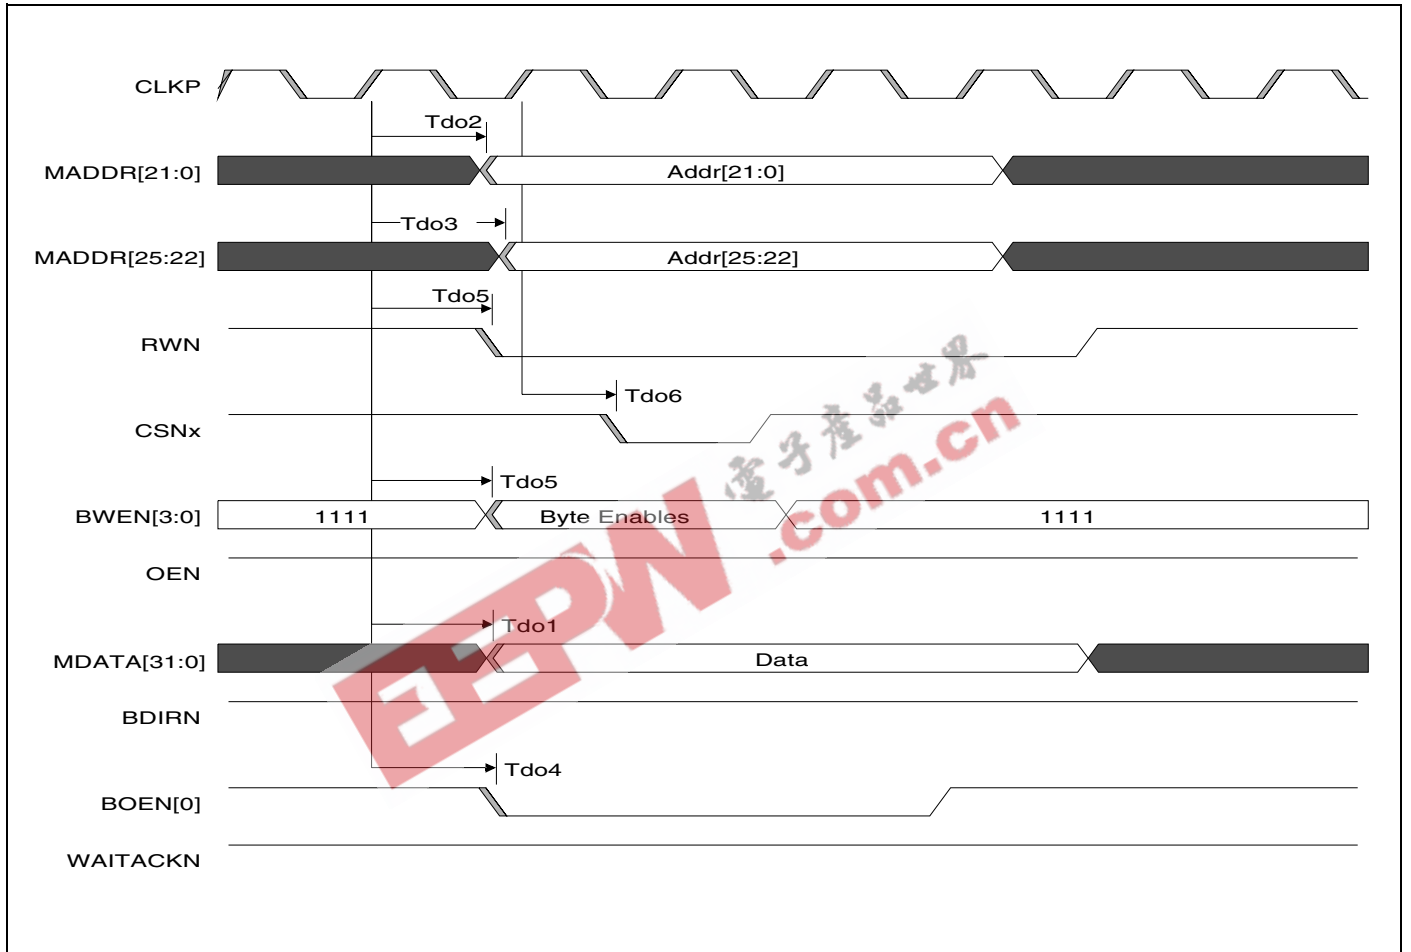 CLKP
Tdo2
MADDR[21:0]
Addr[21:0]
Tdo3
MADDR[25:22]
Addr[25:22]
Tdo5
RWN
Tdo6
CSNx
Tdo5
BWEN[3:0]
1111
Byte Enables
1111
OEN
Tdo1
MDATA[31:0]
Data
BDIRN
Tdo4
BOEN[0]
WAITACKN
EEPW.com.cn
電子產品世界